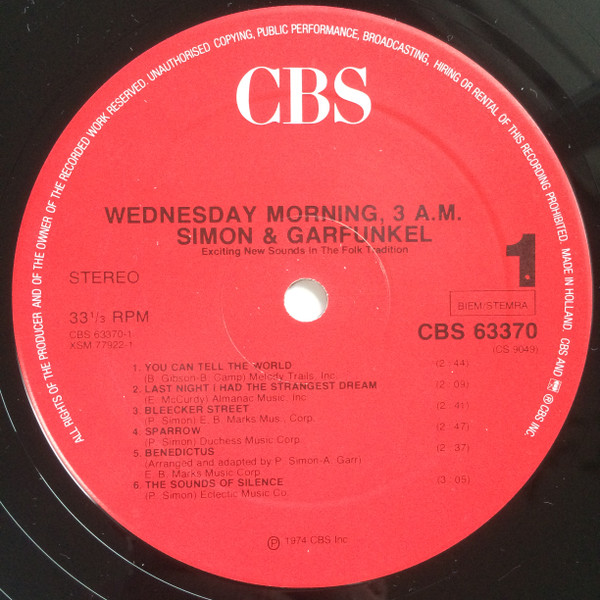 ALL RIGHTS OF THE PRODUCER AND OF THE OWNER OF THE RECORDED WORK RESERVED. UNAUTHORISED COPYING, PUBLIC PERFORMANCE, BROADCASTING, HIRING OR RENTAL OF THIS RECORDING PROHIBITED. MADE IN HOLLAND. CBS AND ® CBS INC.
CBS
WEDNESDAY MORNING, 3 A.M.
SIMON & GARFUNKEL
Exciting New Sounds In The Folk Tradition
1
STEREO
BIEM/STEMRA
33 1/3 RPM
CBS 63370
CBS 63370-1
(CS 9049)
XSM 77922-1
1. YOU CAN TELL THE WORLD (2:44)
(B. Gibson-B. Camp) Melody Trails, Inc.
2. LAST NIGHT I HAD THE STRANGEST DREAM (2:09)
(E. McCurdy) Almanac Music, Inc
3. BLEECKER STREET (2:41)
(P. Simon) E. B. Marks Mus. Corp.
4. SPARROW (2:47)
(P. Simon) Duchess Music Corp.
5. BENEDICTUS (2:37)
(Arranged and adapted by P. Simon-A. Garr)
E. B. Marks Music Corp
6. THE SOUNDS OF SILENCE (3:05)
(P. Simon) Eclectic Music Co
℗ 1974 CBS Inc